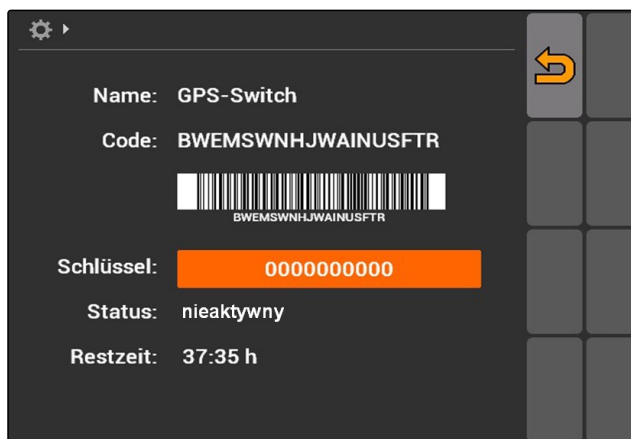 Name: GPS-Switch
Code: BWEMSWNHJWAINUSFTR
BWEMSWNHJWAINUSFTR
Schlüssel: 0000000000
Status: nieaktywny
Restzeit: 37:35 h